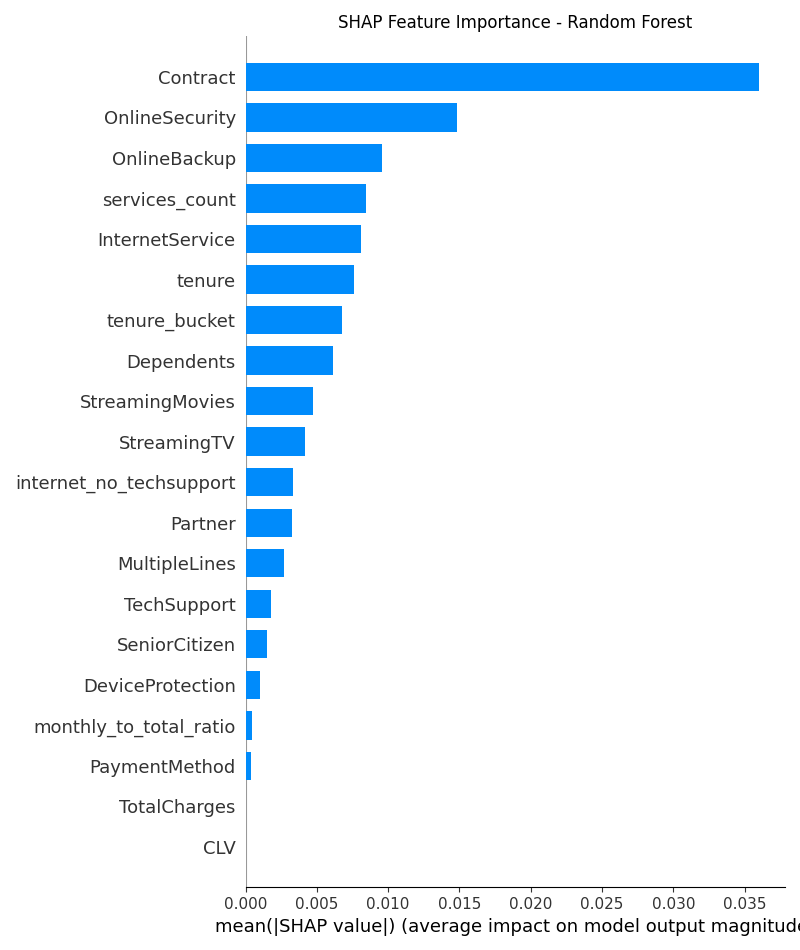 SHAP Feature Importance - Random Forest
Contract
OnlineSecurity
OnlineBackup
services_count
InternetService
tenure
tenure_bucket
Dependents
StreamingMovies
StreamingTV
internet_no_techsupport
Partner
MultipleLines
TechSupport
SeniorCitizen
DeviceProtection
monthly_to_total_ratio
PaymentMethod
TotalCharges
CLV
0.000 0.005 0.010 0.015 0.020 0.025 0.030 0.035
mean(|SHAP value|) (average impact on model output magnitude